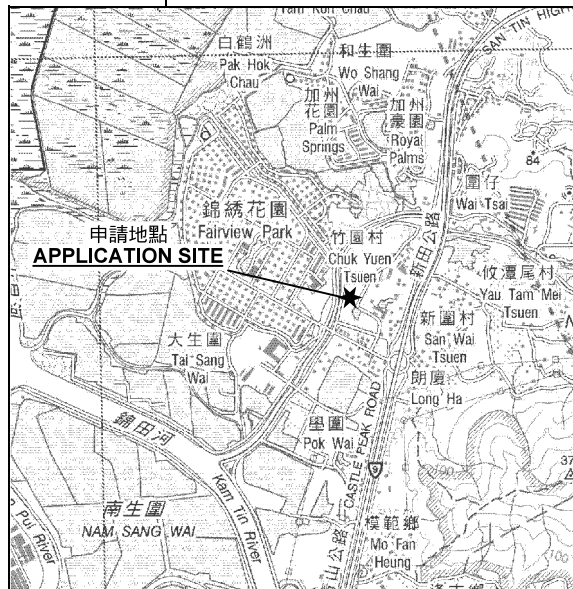 白鶴洲
Pak Hok
Chau
和生圍
Wo Shang
Wai
SAN TIN HIGH
加州
花園
Palm
Springs
加州
豪園
Royal
Palms
84
圍仔
Wai Tsai
錦綉花園
Fairview Park
申請地點
APPLICATION SITE
竹園村
Chuk Yuen
Tsuen
新田公路
攸潭尾村
Yau Tam Mei
Tsuen
新圍村
San Wai
Tsuen
大生圍
Tai Sang
Wai
朗廈
Long Ha
壆圍
Pok Wai
CASTLE PEAK ROAD
9
錦田河
Kam Tin River
南生圍
NAM SANG WAI
Pui River
青山公路
模範鄉
Mo Fan
Heung
100
100